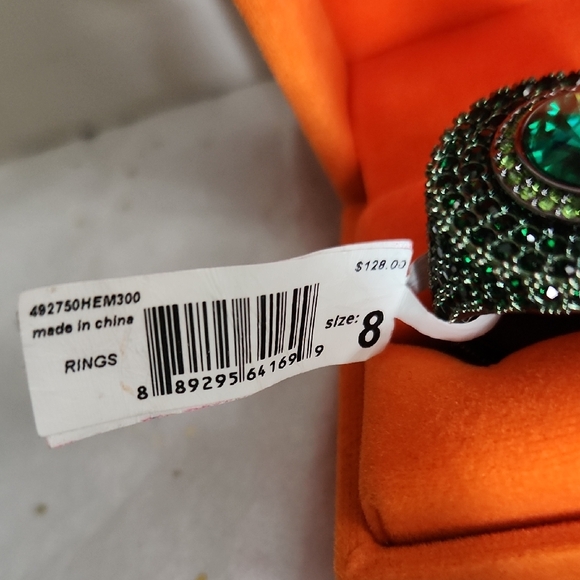 $128.00
492750HEM300
made in china
RINGS
size: 8
8 89295 64169 9